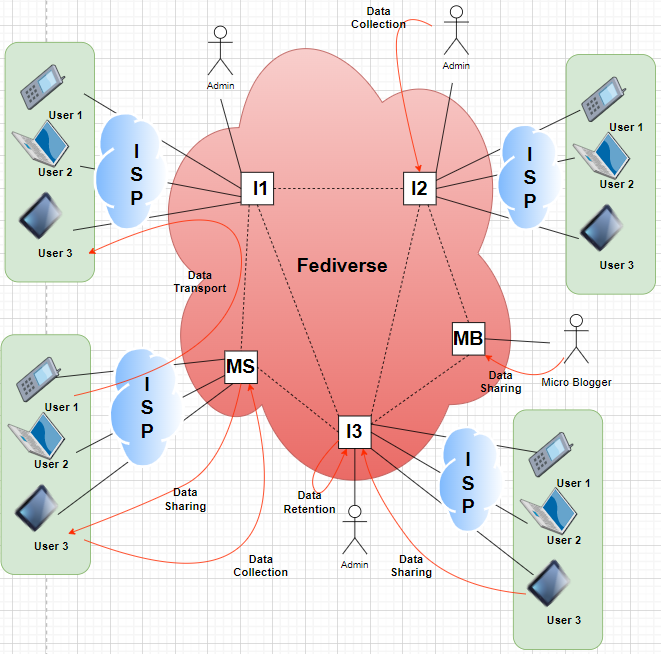 Data
Collection
Admin
Admin
User 1
User 2
User 3
I
S
P
I1
I2
I
S
P
User 1
User 2
User 3
Fediverse
Data
Transport
MS
MB
Data
Sharing
Micro Blogger
User 1
User 2
User 3
I
S
P
I3
Data
Sharing
Data
Retention
Data
Collection
Admin
Data
Sharing
I
S
P
User 1
User 2
User 3